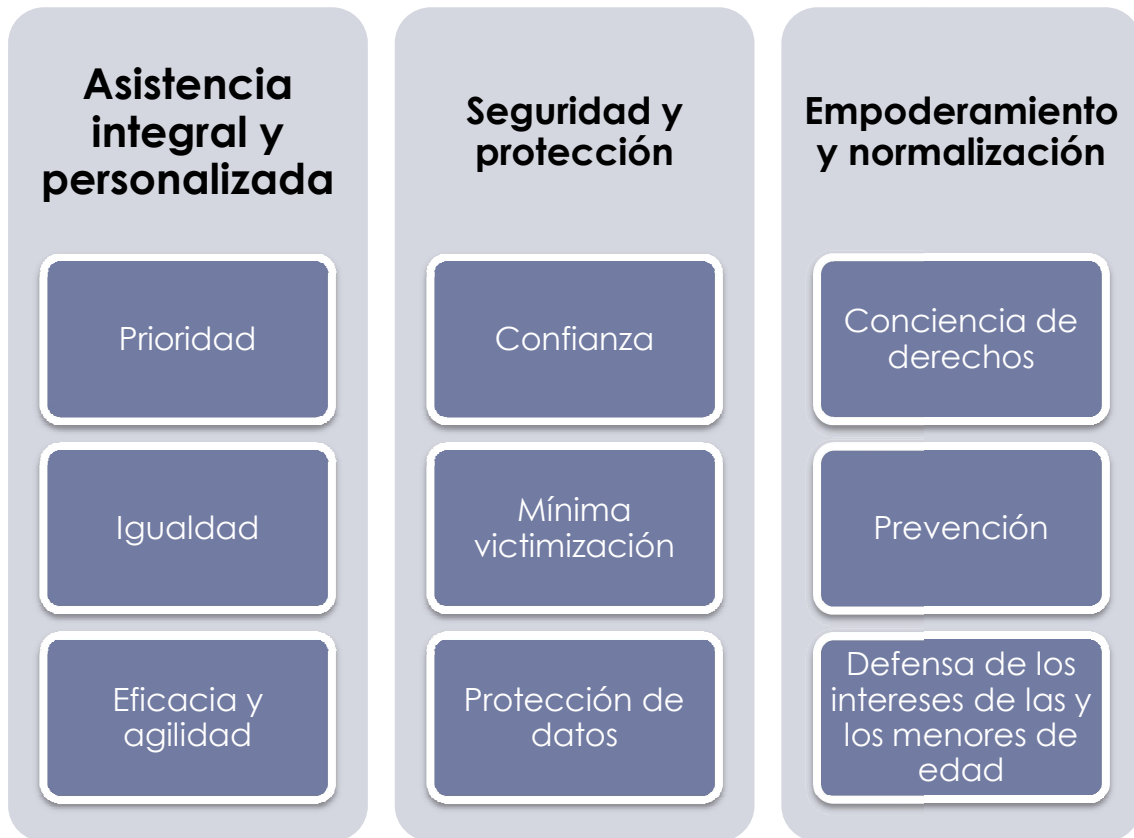 Asistencia
integral y
personalizada
Prioridad
Igualdad
Eficacia y
agilidad
Seguridad y
protección
Confianza
Mínima
victimización
Protección de
datos
Empoderamiento
y normalización
Conciencia de
derechos
Prevención
Defensa de los
intereses de las y
los menores de
edad